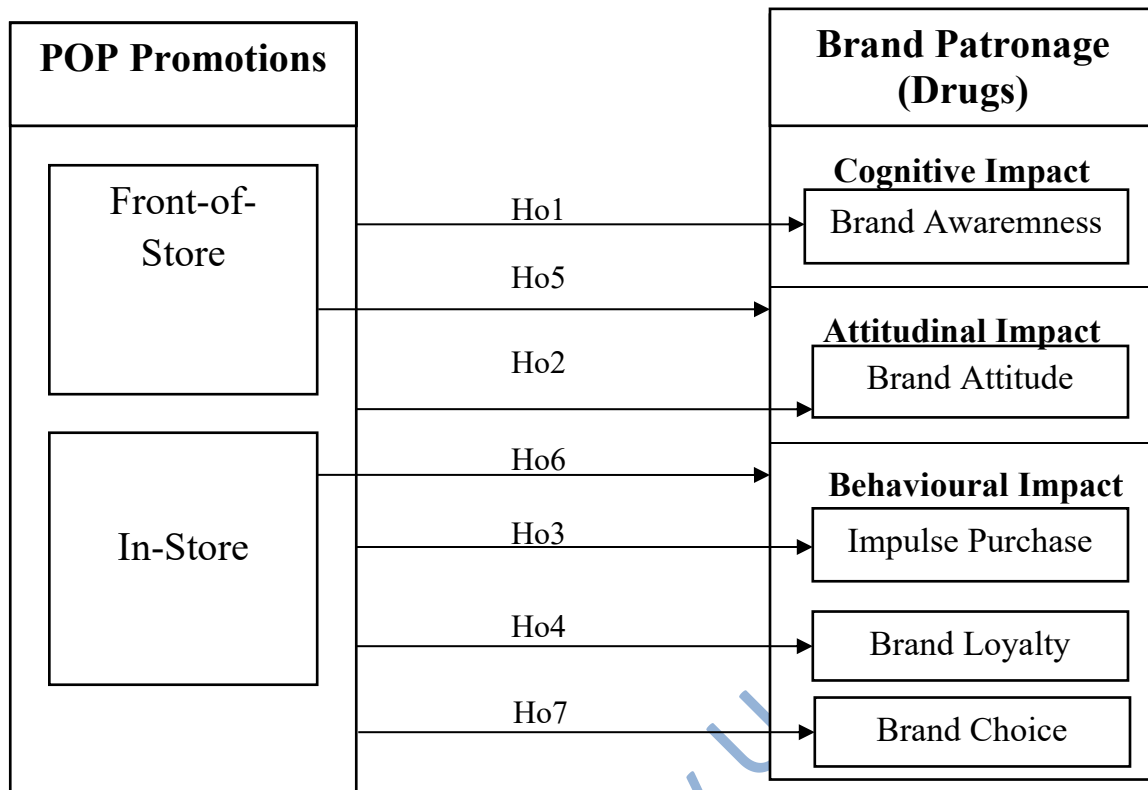 POP Promotions
Front-of-
Store
In-Store
Ho1
Ho5
Ho2
Ho6
Ho3
Ho4
Ho7
Brand Patronage
(Drugs)
Cognitive Impact
Brand Awaremness
Attitudinal Impact
Brand Attitude
Behavioural Impact
Impulse Purchase
Brand Loyalty
Brand Choice